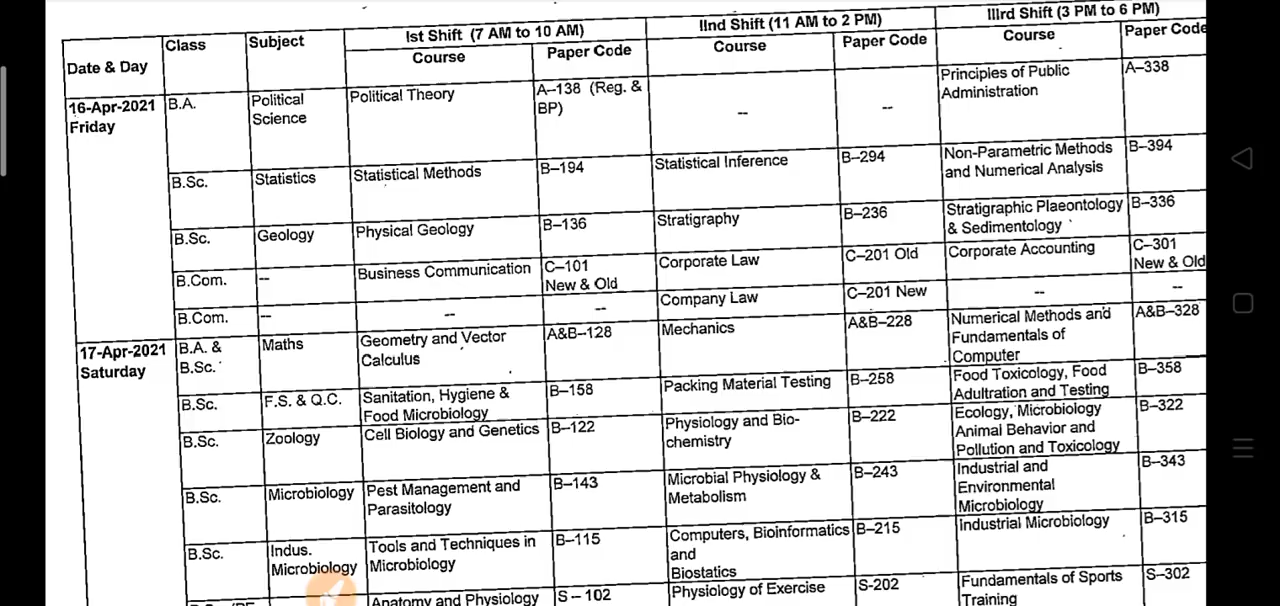 Date & Day
Class
Subject
Ist Shift (7 AM to 10 AM)
Course
Paper Code
IInd Shift (11 AM to 2 PM)
Course
Paper Code
IIIrd Shift (3 PM to 6 PM)
Course
Paper Code
16-Apr-2021
Friday
B.A.
Political
Science
Political Theory
A–138 (Reg. &
BP)
--
--
Principles of Public
Administration
A–338
B.Sc.
Statistics
Statistical Methods
B–194
Statistical Inference
B–294
Non-Parametric Methods
and Numerical Analysis
B–394
B.Sc.
Geology
Physical Geology
B–136
Stratigraphy
B–236
Stratigraphic Plaeontology
& Sedimentology
B–336
B.Com.
--
Business Communication
C–101
New & Old
Corporate Law
C–201 Old
Corporate Accounting
C–301
New & Old
B.Com.
--
--
--
Company Law
C–201 New
--
--
17-Apr-2021
Saturday
B.A. &
B.Sc.
Maths
Geometry and Vector
Calculus
A&B–128
Mechanics
A&B–228
Numerical Methods and
Fundamentals of
Computer
A&B–328
B.Sc.
F.S. & Q.C.
Sanitation, Hygiene &
Food Microbiology
B–158
Packing Material Testing
B–258
Food Toxicology, Food
Adultration and Testing
B–358
B.Sc.
Zoology
Cell Biology and Genetics
B–122
Physiology and Bio-
chemistry
B–222
Ecology, Microbiology
Animal Behavior and
Pollution and Toxicology
B–322
B.Sc.
Microbiology
Pest Management and
Parasitology
B–143
Microbial Physiology &
Metabolism
B–243
Industrial and
Environmental
Microbiology
B–343
B.Sc.
Indus.
Microbiology
Tools and Techniques in
Microbiology
B–115
Computers, Bioinformatics
and
Biostatics
B–215
Industrial Microbiology
B–315
Anatomy and Physiology
S – 102
Physiology of Exercise
S-202
Fundamentals of Sports
Training
S–302